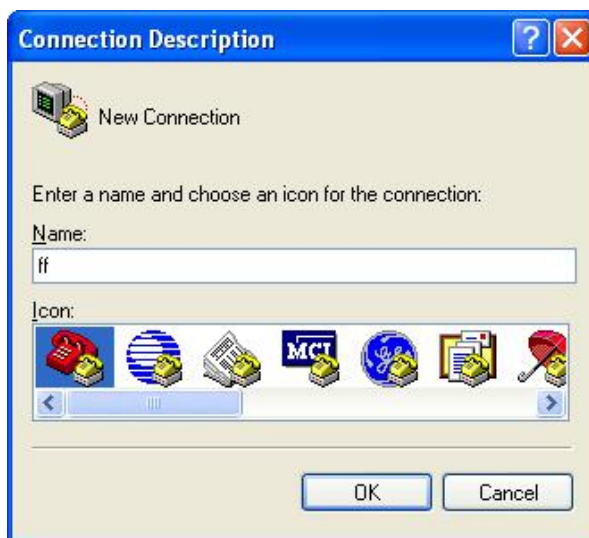 Connection Description
New Connection
Enter a name and choose an icon for the connection:
Name:
ff
Icon:
MCI
OK
Cancel